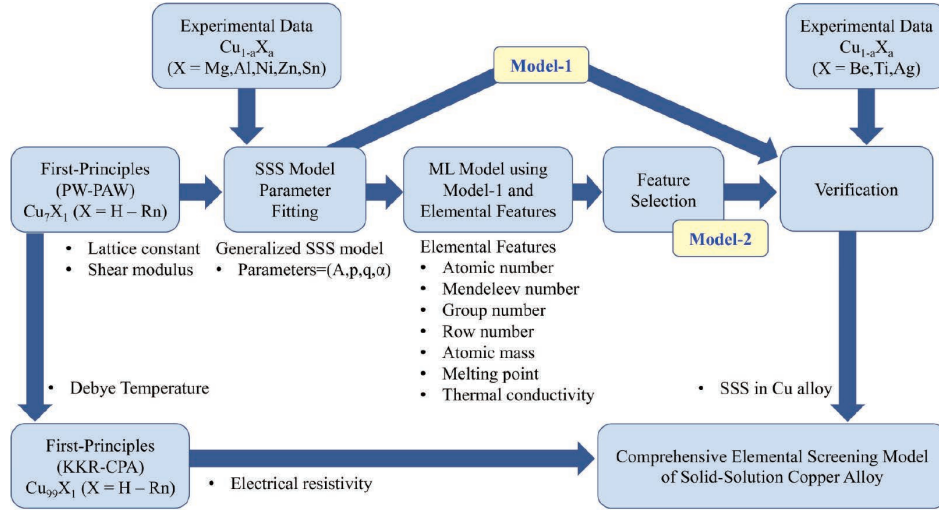 Experimental Data
Cu1-aXa
(X = Mg,Al,Ni,Zn,Sn)
Model-1
Experimental Data
Cu1-aXa
(X = Be,Ti,Ag)
First-Principles
(PW-PAW)
Cu7X1 (X = H – Rn)
SSS Model
Parameter
Fitting
ML Model using
Model-1 and
Elemental Features
Feature
Selection
Model-2
Verification
• Lattice constant
• Shear modulus
Generalized SSS model
• Parameters=(A,p,q,α)
Elemental Features
• Atomic number
• Mendeleev number
• Group number
• Row number
• Atomic mass
• Melting point
• Thermal conductivity
• Debye Temperature
• SSS in Cu alloy
First-Principles
(KKR-CPA)
Cu99X1 (X = H – Rn)
• Electrical resistivity
Comprehensive Elemental Screening Model
of Solid-Solution Copper Alloy